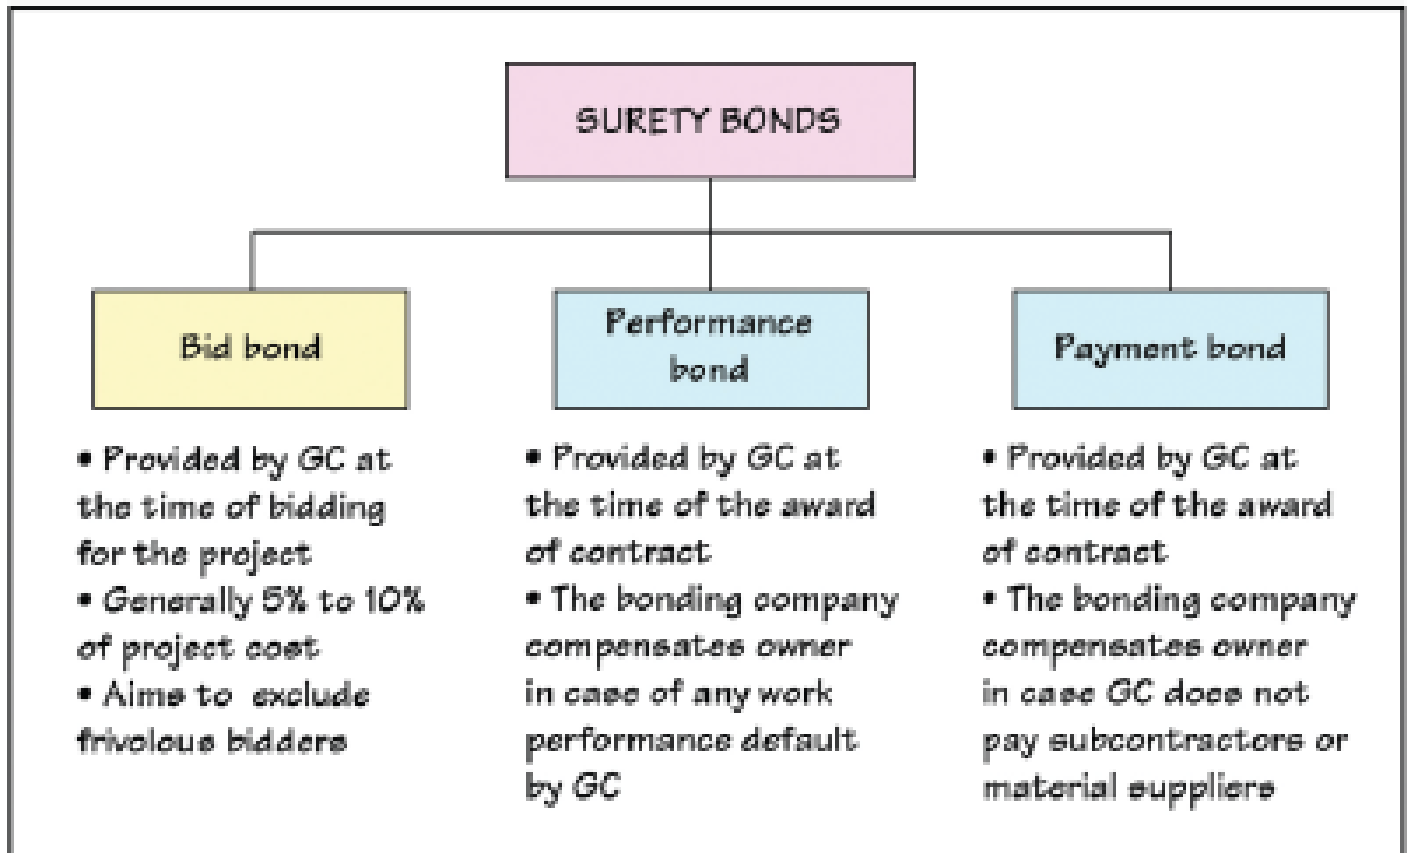 SURETY BONDS
Bid bond
• Provided by GC at
the time of bidding
for the project
• Generally 5% to 10%
of project cost
• Aims to exclude
frivolous bidders
Performance
bond
• Provided by GC at
the time of the award
of contract
• The bonding company
compensates owner
in case of any work
performance default
by GC
Payment bond
• Provided by GC at
the time of the award
of contract
• The bonding company
compensates owner
in case GC does not
pay subcontractors or
material suppliers